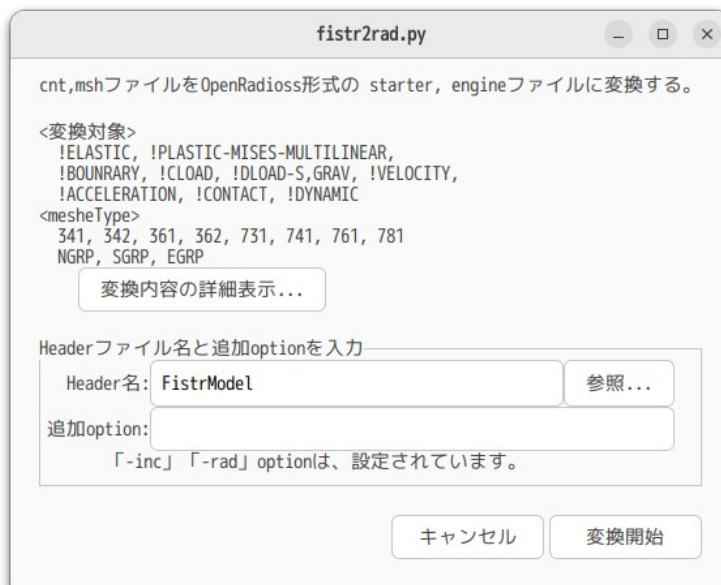 fistr2rad.py
cnt,mshファイルをOpenRadioss形式の starter, engineファイルに変換する。
<変換対象>
!ELASTIC, !PLASTIC-MISES-MULTILINEAR,
!BOUNRARY, !CLOAD, !DLOAD-S,GRAV, !VELOCITY,
!ACCELERATION, !CONTACT, !DYNAMIC
<mesheType>
341, 342, 361, 362, 731, 741, 761, 781
NGRP, SGRP, EGRP
変換内容の詳細表示...
Headerファイル名と追加optionを入力
Header名: FistrModel 参照...
追加option:
「-inc」「-rad」optionは、設定されています。
キャンセル 変換開始